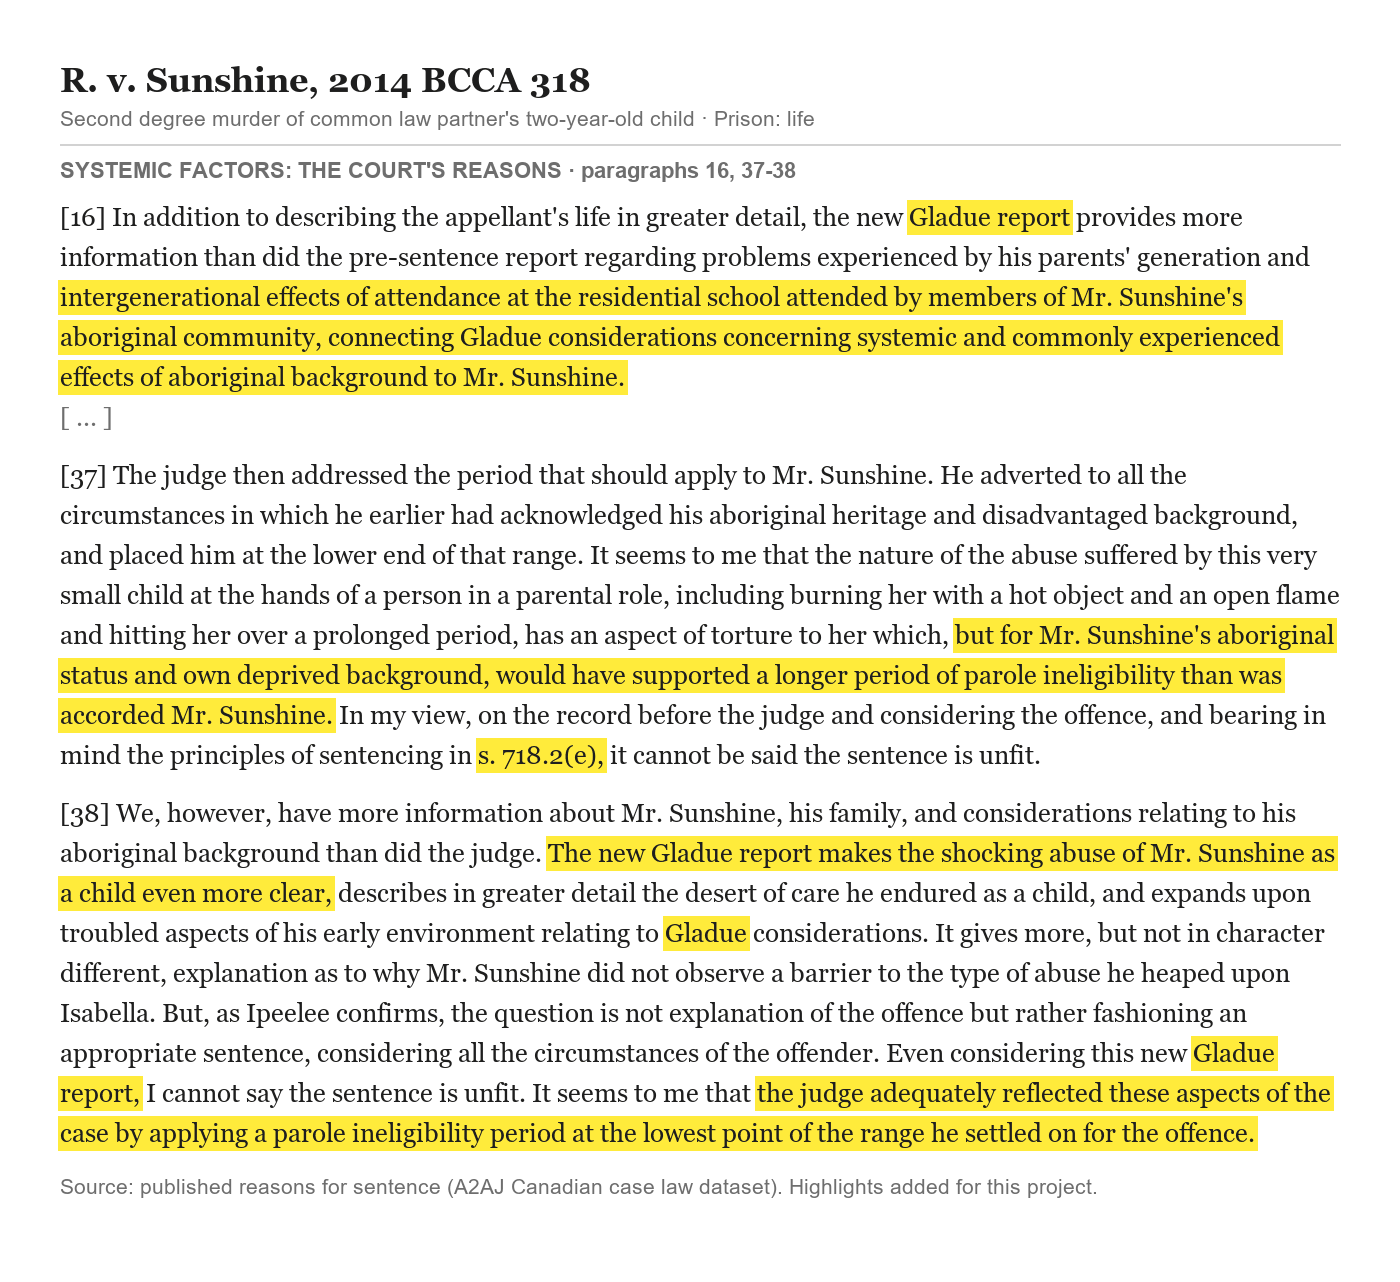 R. v. Sunshine, 2014 BCCA 318
Second degree murder of common law partner's two-year-old child · Prison: life
SYSTEMIC FACTORS: THE COURT'S REASONS · paragraphs 16, 37-38
[16] In addition to describing the appellant's life in greater detail, the new Gladue report provides more
information than did the pre-sentence report regarding problems experienced by his parents' generation and
intergenerational effects of attendance at the residential school attended by members of Mr. Sunshine's
aboriginal community, connecting Gladue considerations concerning systemic and commonly experienced
effects of aboriginal background to Mr. Sunshine.
[ ... ]
[37] The judge then addressed the period that should apply to Mr. Sunshine. He adverted to all the
circumstances in which he earlier had acknowledged his aboriginal heritage and disadvantaged background,
and placed him at the lower end of that range. It seems to me that the nature of the abuse suffered by this very
small child at the hands of a person in a parental role, including burning her with a hot object and an open flame
and hitting her over a prolonged period, has an aspect of torture to her which, but for Mr. Sunshine's aboriginal
status and own deprived background, would have supported a longer period of parole ineligibility than was
accorded Mr. Sunshine. In my view, on the record before the judge and considering the offence, and bearing in
mind the principles of sentencing in s. 718.2(e), it cannot be said the sentence is unfit.
[38] We, however, have more information about Mr. Sunshine, his family, and considerations relating to his
aboriginal background than did the judge. The new Gladue report makes the shocking abuse of Mr. Sunshine as
a child even more clear, describes in greater detail the desert of care he endured as a child, and expands upon
troubled aspects of his early environment relating to Gladue considerations. It gives more, but not in character
different, explanation as to why Mr. Sunshine did not observe a barrier to the type of abuse he heaped upon
Isabella. But, as Ipeelee confirms, the question is not explanation of the offence but rather fashioning an
appropriate sentence, considering all the circumstances of the offender. Even considering this new Gladue
report, I cannot say the sentence is unfit. It seems to me that the judge adequately reflected these aspects of the
case by applying a parole ineligibility period at the lowest point of the range he settled on for the offence.
Source: published reasons for sentence (A2AJ Canadian case law dataset). Highlights added for this project.